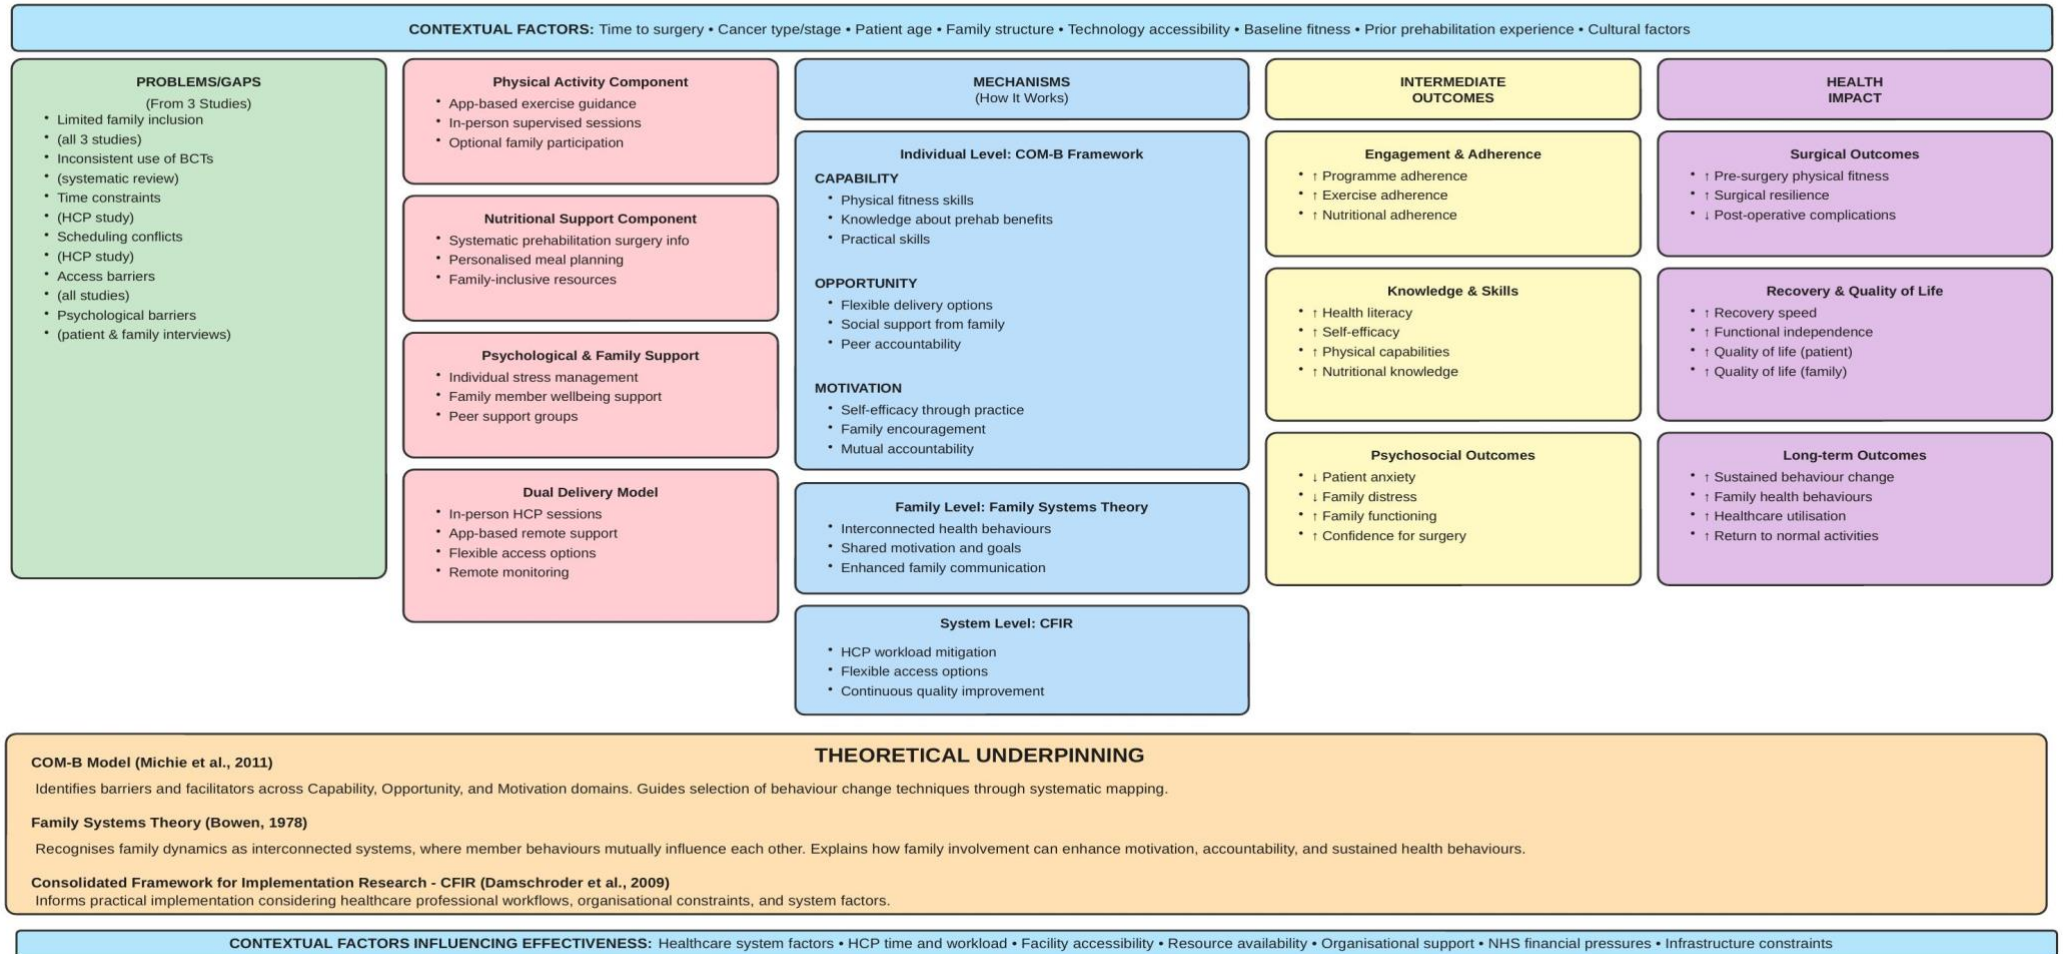 CONTEXTUAL FACTORS: Time to surgery • Cancer type/stage • Patient age • Family structure • Technology accessibility • Baseline fitness • Prior prehabilitation experience • Cultural factors
PROBLEMS/GAPS
(From 3 Studies)
• Limited family inclusion
• (all 3 studies)
• Inconsistent use of BCTs
• (systematic review)
• Time constraints
• (HCP study)
• Scheduling conflicts
• (HCP study)
• Access barriers
• (all studies)
• Psychological barriers
• (patient & family interviews)
Physical Activity Component
• App-based exercise guidance
• In-person supervised sessions
• Optional family participation
Nutritional Support Component
• Systematic prehabilitation surgery info
• Personalised meal planning
• Family-inclusive resources
Psychological & Family Support
• Individual stress management
• Family member wellbeing support
• Peer support groups
Dual Delivery Model
• In-person HCP sessions
• App-based remote support
• Flexible access options
• Remote monitoring
MECHANISMS
(How It Works)
Individual Level: COM-B Framework
CAPABILITY
• Physical fitness skills
• Knowledge about prehab benefits
• Practical skills
OPPORTUNITY
• Flexible delivery options
• Social support from family
• Peer accountability
MOTIVATION
• Self-efficacy through practice
• Family encouragement
• Mutual accountability
Family Level: Family Systems Theory
• Interconnected health behaviours
• Shared motivation and goals
• Enhanced family communication
System Level: CFIR
• HCP workload mitigation
• Flexible access options
• Continuous quality improvement
INTERMEDIATE
OUTCOMES
Engagement & Adherence
• ↑ Programme adherence
• ↑ Exercise adherence
• ↑ Nutritional adherence
Knowledge & Skills
• ↑ Health literacy
• ↑ Self-efficacy
• ↑ Physical capabilities
• ↑ Nutritional knowledge
Psychosocial Outcomes
• ↓ Patient anxiety
• ↓ Family distress
• ↑ Family functioning
• ↑ Confidence for surgery
HEALTH
IMPACT
Surgical Outcomes
• ↑ Pre-surgery physical fitness
• ↑ Surgical resilience
• ↓ Post-operative complications
Recovery & Quality of Life
• ↑ Recovery speed
• ↑ Functional independence
• ↑ Quality of life (patient)
• ↑ Quality of life (family)
Long-term Outcomes
• ↑ Sustained behaviour change
• ↑ Family health behaviours
• ↑ Healthcare utilisation
• ↑ Return to normal activities
THEORETICAL UNDERPINNING
COM-B Model (Michie et al., 2011)
Identifies barriers and facilitators across Capability, Opportunity, and Motivation domains. Guides selection of behaviour change techniques through systematic mapping.
Family Systems Theory (Bowen, 1978)
Recognises family dynamics as interconnected systems, where member behaviours mutually influence each other. Explains how family involvement can enhance motivation, accountability, and sustained health behaviours.
Consolidated Framework for Implementation Research - CFIR (Damschroder et al., 2009)
Informs practical implementation considering healthcare professional workflows, organisational constraints, and system factors.
CONTEXTUAL FACTORS INFLUENCING EFFECTIVENESS: Healthcare system factors • HCP time and workload • Facility accessibility • Resource availability • Organisational support • NHS financial pressures • Infrastructure constraints